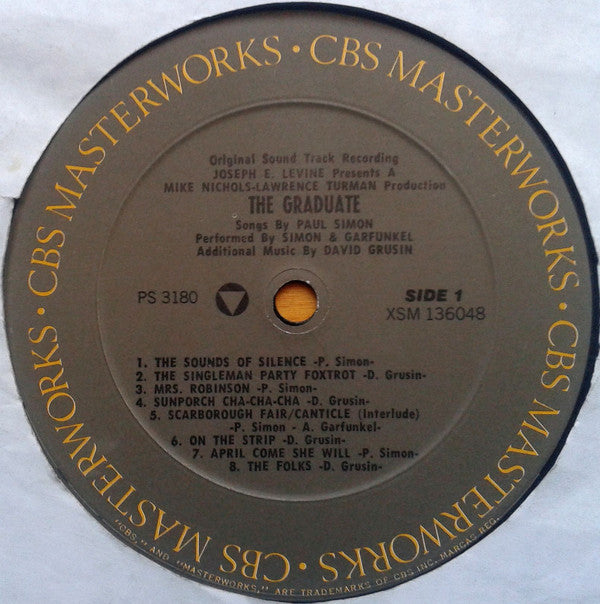 CBS MASTERWORKS · CBS MASTERWORKS · CBS MASTERWORKS · CBS MASTERWORKS · CBS MASTERWORKS ·
Original Sound Track Recording
JOSEPH E. LEVINE Presents A
MIKE NICHOLS-LAWRENCE TURMAN Production
THE GRADUATE
Songs By PAUL SIMON
Performed By SIMON & GARFUNKEL
Additional Music By DAVID GRUSIN
PS 3180
SIDE 1
XSM 136048
1. THE SOUNDS OF SILENCE -P. Simon-
2. THE SINGLEMAN PARTY FOXTROT -D. Grusin-
3. MRS. ROBINSON -P. Simon-
4. SUNPORCH CHA-CHA-CHA -D. Grusin-
5. SCARBOROUGH FAIR/CANTICLE (Interlude)
-P. Simon - A. Garfunkel-
6. ON THE STRIP -D. Grusin-
7. APRIL COME SHE WILL -P. Simon-
8. THE FOLKS -D. Grusin-
"CBS," AND "MASTERWORKS," ARE TRADEMARKS OF CBS INC. MARCAS REG.